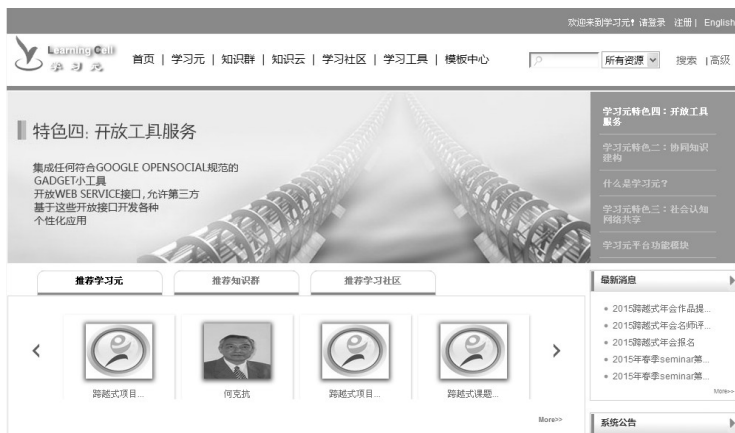 欢迎来到学习元! 请登录 注册| English
Learning Cell
学习元
首页 | 学习元 | 知识群 | 知识云 | 学习社区 | 学习工具 | 模板中心
所有资源
搜索 |高级
特色四: 开放工具服务
集成任何符合GOOGLE OPENSOCIAL规范的
GADGET小工具
开放WEB SERVICE接口,允许第三方
基于这些开放接口开发各种
个性化应用
学习元特色四：开放工具
服务
学习元特色二：协同知识
建构
什么是学习元?
学习元特色三：社会认知
网络共享
学习元平台功能模块
推荐学习元
推荐知识群
推荐学习社区
跨越式项目...
何克抗
跨越式项目...
跨越式课题...
More>>
最新消息
2015跨越式年会作品提...
2015跨越式年会名师评...
2015跨越式年会报名
2015年春季seminar第...
2015年春季seminar第...
More>>
系统公告